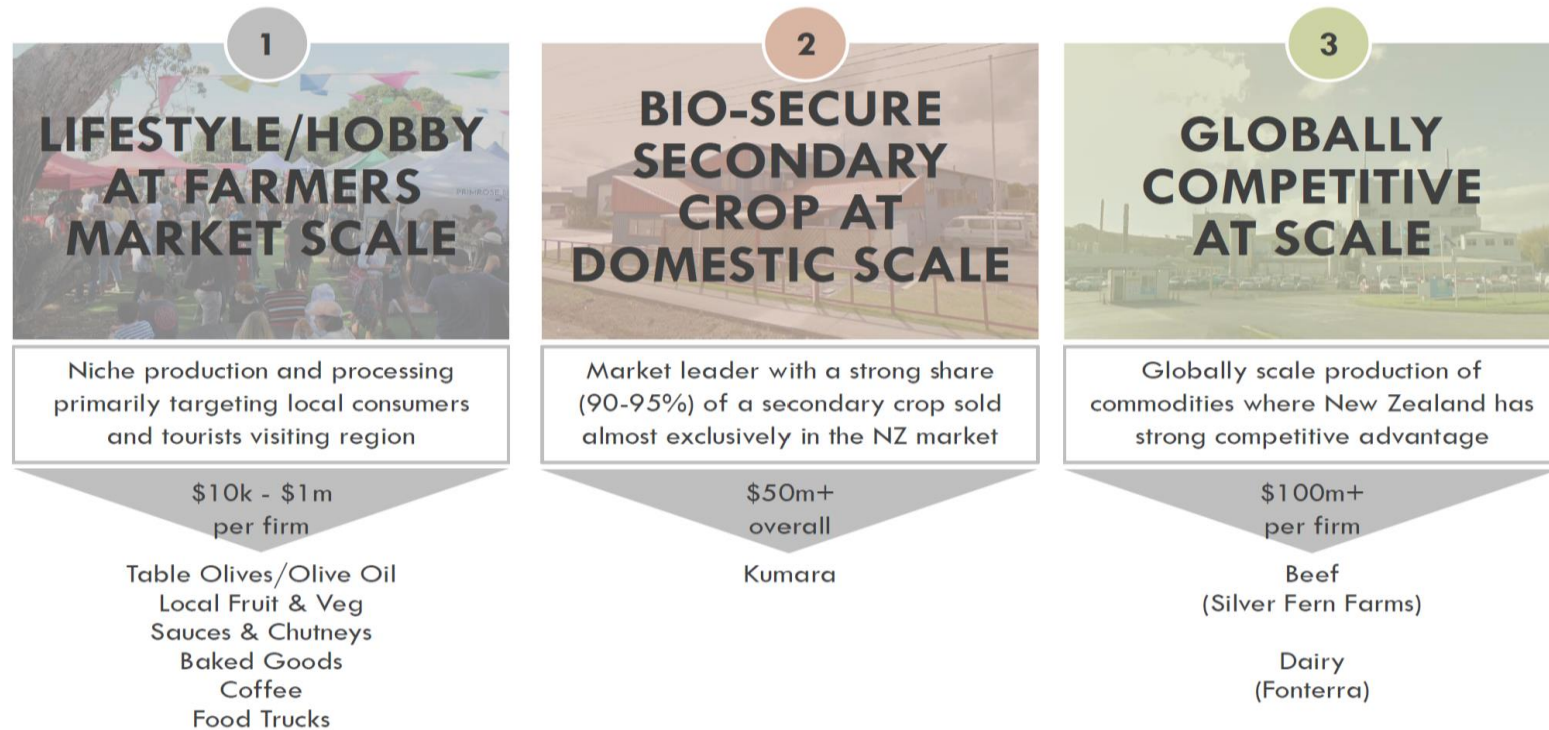 1
LIFESTYLE/HOBBY
AT FARMERS
MARKET SCALE
PRIMROSE
Niche production and processing
primarily targeting local consumers
and tourists visiting region
$10k - $1m
per firm
Table Olives/Olive Oil
Local Fruit & Veg
Sauces & Chutneys
Baked Goods
Coffee
Food Trucks
2
BIO-SECURE
SECONDARY
CROP AT
DOMESTIC SCALE
Market leader with a strong share
(90-95%) of a secondary crop sold
almost exclusively in the NZ market
$50m+
overall
Kumara
3
GLOBALLY
COMPETITIVE
AT SCALE
Globally scale production of
commodities where New Zealand has
strong competitive advantage
$100m+
per firm
Beef
(Silver Fern Farms)
Dairy
(Fonterra)